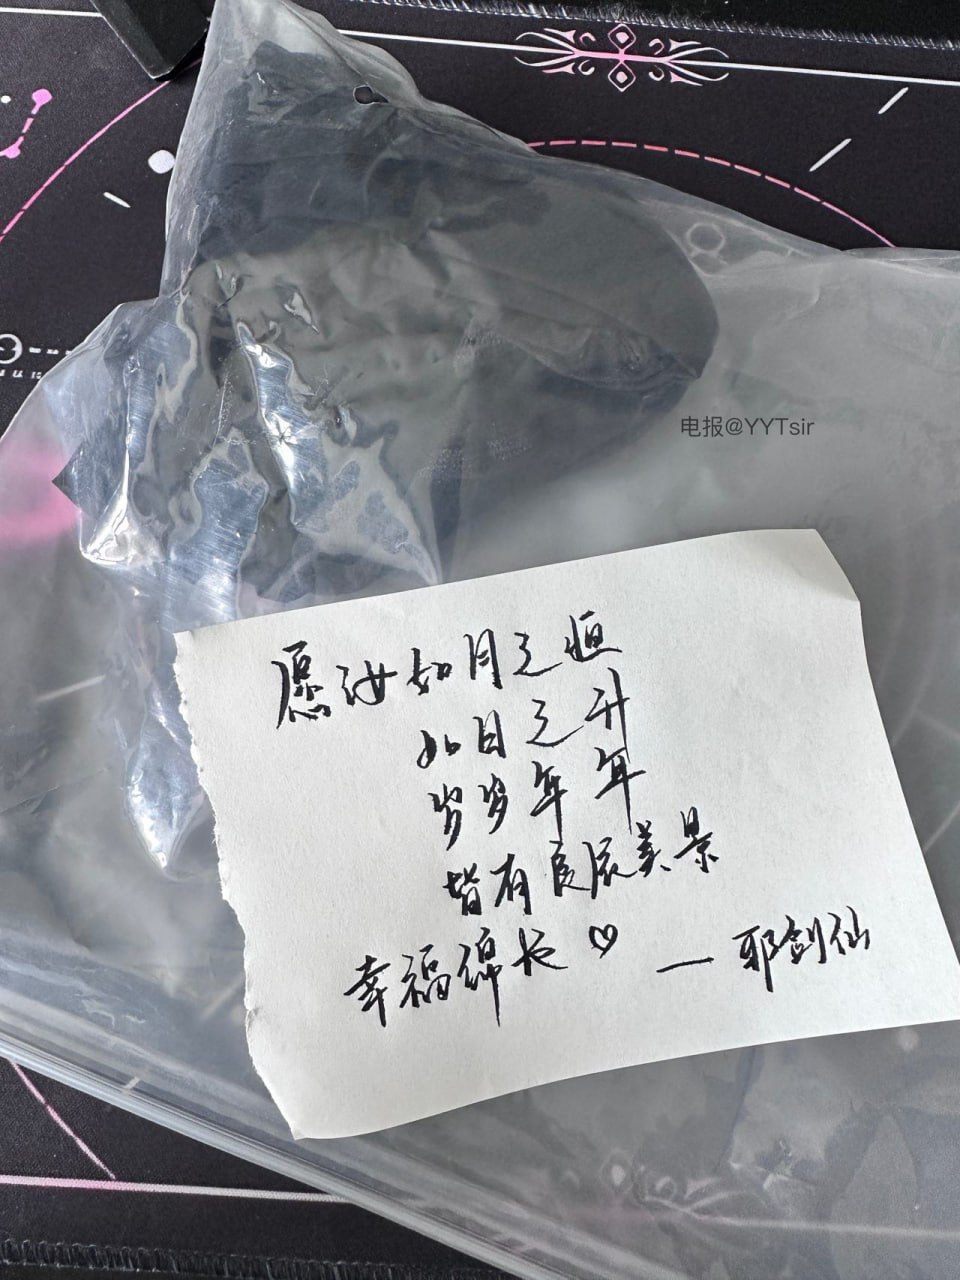 电报@YYTsir
愿汝如月之恒
如日之升
岁岁年年
皆有良辰美景
幸福绵长♡
—耶剑仙